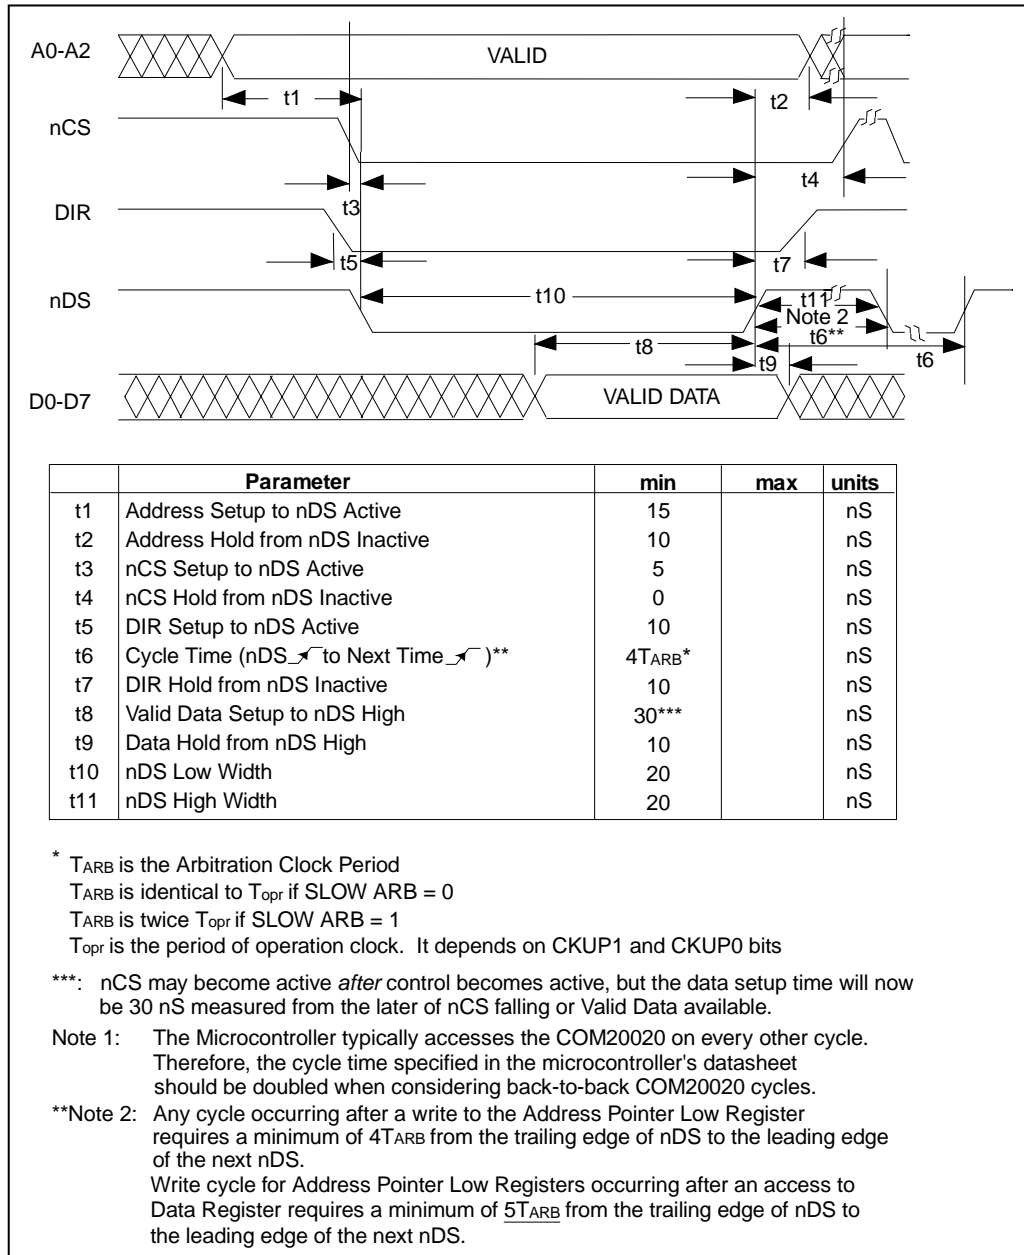 A0-A2
VALID
t1
t2
nCS
t4
t3
DIR
t5
t7
nDS
t10
t11
Note 2
t6**
t8
t9
t6
D0-D7
VALID DATA
Parameter min max units
t1 Address Setup to nDS Active 15 nS
t2 Address Hold from nDS Inactive 10 nS
t3 nCS Setup to nDS Active 5 nS
t4 nCS Hold from nDS Inactive 0 nS
t5 DIR Setup to nDS Active 10 nS
t6 Cycle Time (nDS to Next Time )** 4TARB* nS
t7 DIR Hold from nDS Inactive 10 nS
t8 Valid Data Setup to nDS High 30*** nS
t9 Data Hold from nDS High 10 nS
t10 nDS Low Width 20 nS
t11 nDS High Width 20 nS
* TARB is the Arbitration Clock Period
TARB is identical to Topr if SLOW ARB = 0
TARB is twice Topr if SLOW ARB = 1
Topr is the period of operation clock. It depends on CKUP1 and CKUP0 bits
***: nCS may become active after control becomes active, but the data setup time will now
be 30 nS measured from the later of nCS falling or Valid Data available.
Note 1: The Microcontroller typically accesses the COM20020 on every other cycle.
Therefore, the cycle time specified in the microcontroller's datasheet
should be doubled when considering back-to-back COM20020 cycles.
**Note 2: Any cycle occurring after a write to the Address Pointer Low Register
requires a minimum of 4TARB from the trailing edge of nDS to the leading edge
of the next nDS.
Write cycle for Address Pointer Low Registers occurring after an access to
Data Register requires a minimum of 5TARB from the trailing edge of nDS to
the leading edge of the next nDS.